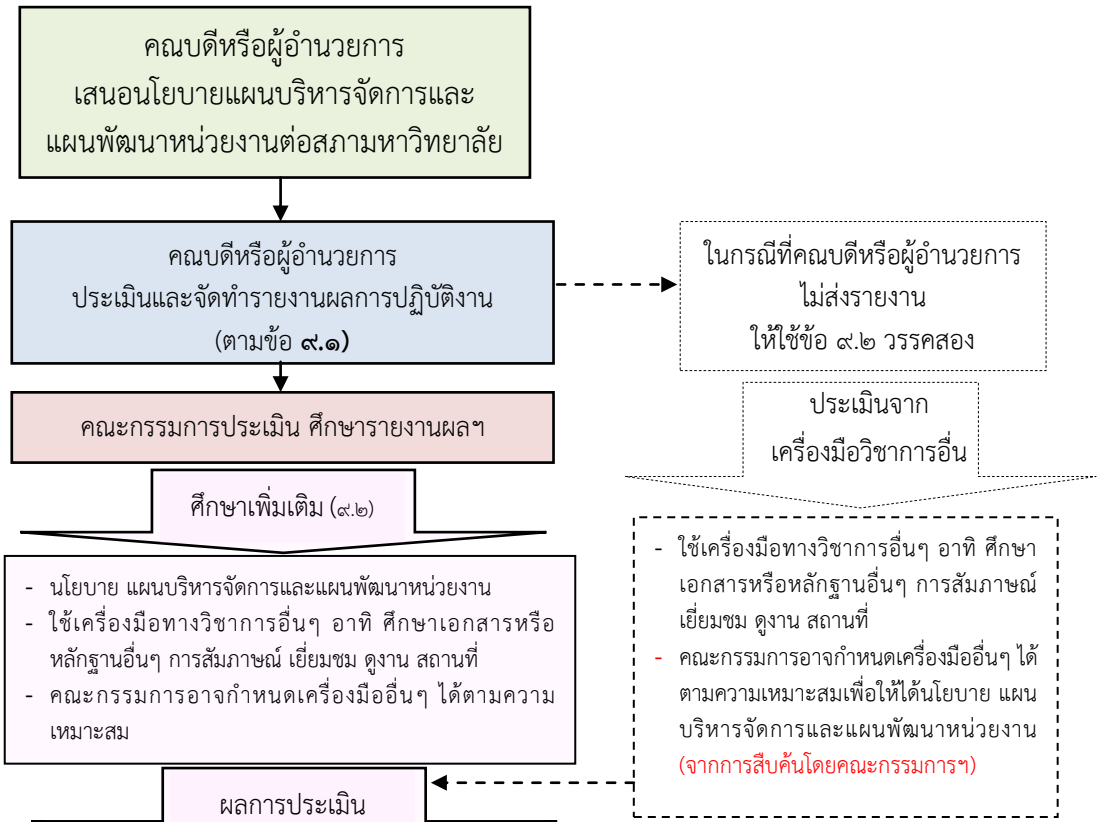 คณบดีหรือผู้อำนวยการ
เสนอนโยบายแผนบริหารจัดการและ
แผนพัฒนาหน่วยงานต่อสภามหาวิทยาลัย
คณบดีหรือผู้อำนวยการ
ประเมินและจัดทำรายงานผลการปฏิบัติงาน
(ตามข้อ ๙.๑)
ในกรณีที่คณบดีหรือผู้อำนวยการ
ไม่ส่งรายงาน
ให้ใช้ข้อ ๙.๒ วรรคสอง
คณะกรรมการประเมิน ศึกษารายงานผลฯ
ประเมินจาก
เครื่องมือวิชาการอื่น
ศึกษาเพิ่มเติม (๙.๒)
- นโยบาย แผนบริหารจัดการและแผนพัฒนาหน่วยงาน
- ใช้เครื่องมือทางวิชาการอื่นๆ อาทิ ศึกษาเอกสารหรือ
หลักฐานอื่นๆ การสัมภาษณ์ เยี่ยมชม ดูงาน สถานที่
- คณะกรรมการอาจกำหนดเครื่องมืออื่นๆ ได้ตามความ
เหมาะสม
- ใช้เครื่องมือทางวิชาการอื่นๆ อาทิ ศึกษา
เอกสารหรือหลักฐานอื่นๆ การสัมภาษณ์
เยี่ยมชม ดูงาน สถานที่
- คณะกรรมการอาจกำหนดเครื่องมืออื่นๆ ได้
ตามความเหมาะสมเพื่อให้ได้นโยบาย แผน
บริหารจัดการและแผนพัฒนาหน่วยงาน
(จากการสืบค้นโดยคณะกรรมการฯ)
ผลการประเมิน